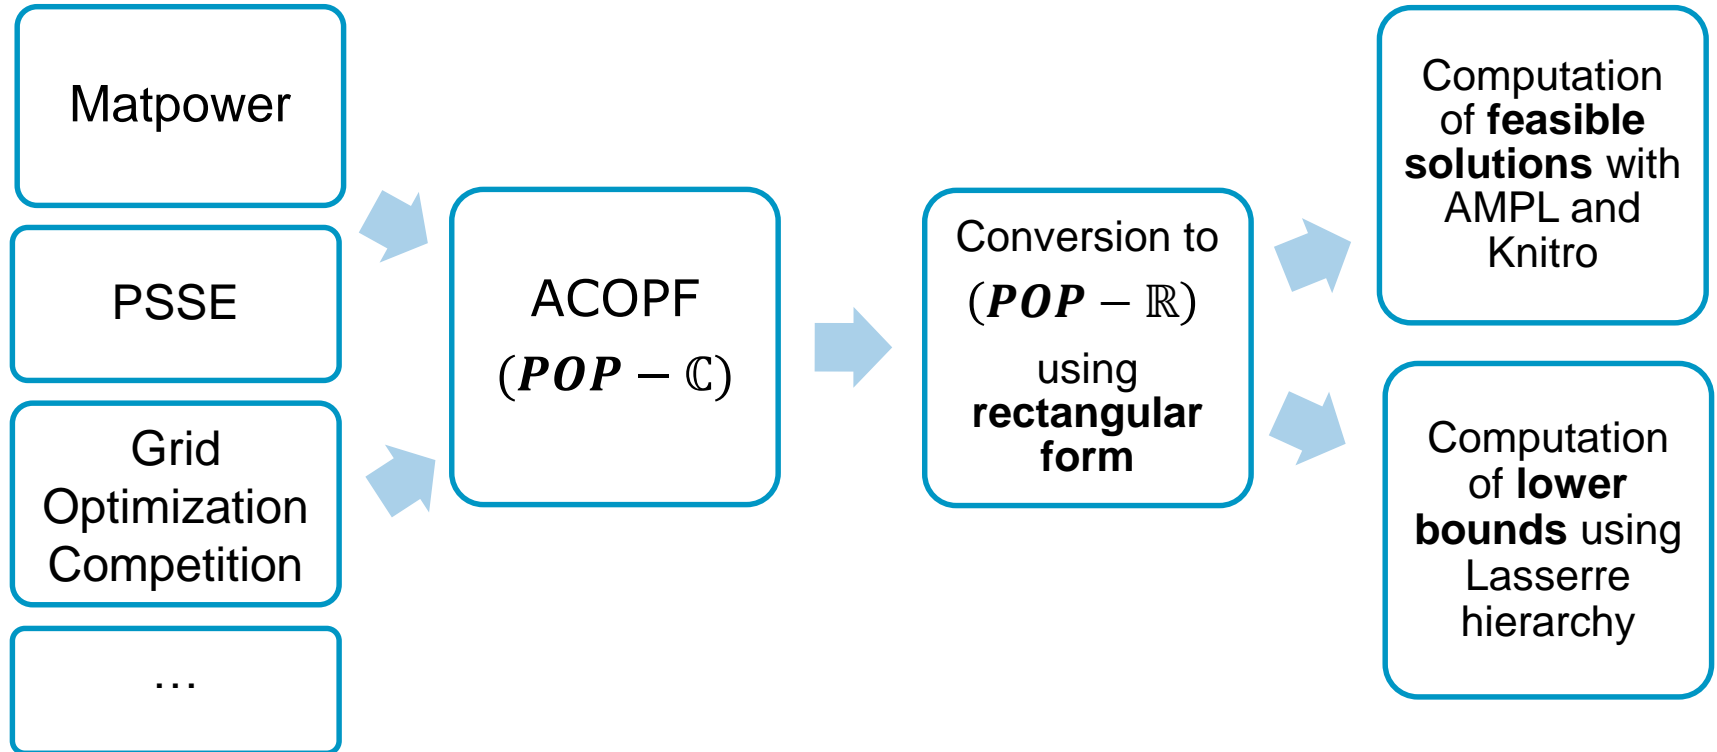 Matpower
PSSE
Grid
Optimization
Competition
…
ACOPF
(POP − ℂ)
Conversion to
(POP − ℝ)
using
rectangular
form
Computation
of feasible
solutions with
AMPL and
Knitro
Computation
of lower
bounds using
Lasserre
hierarchy